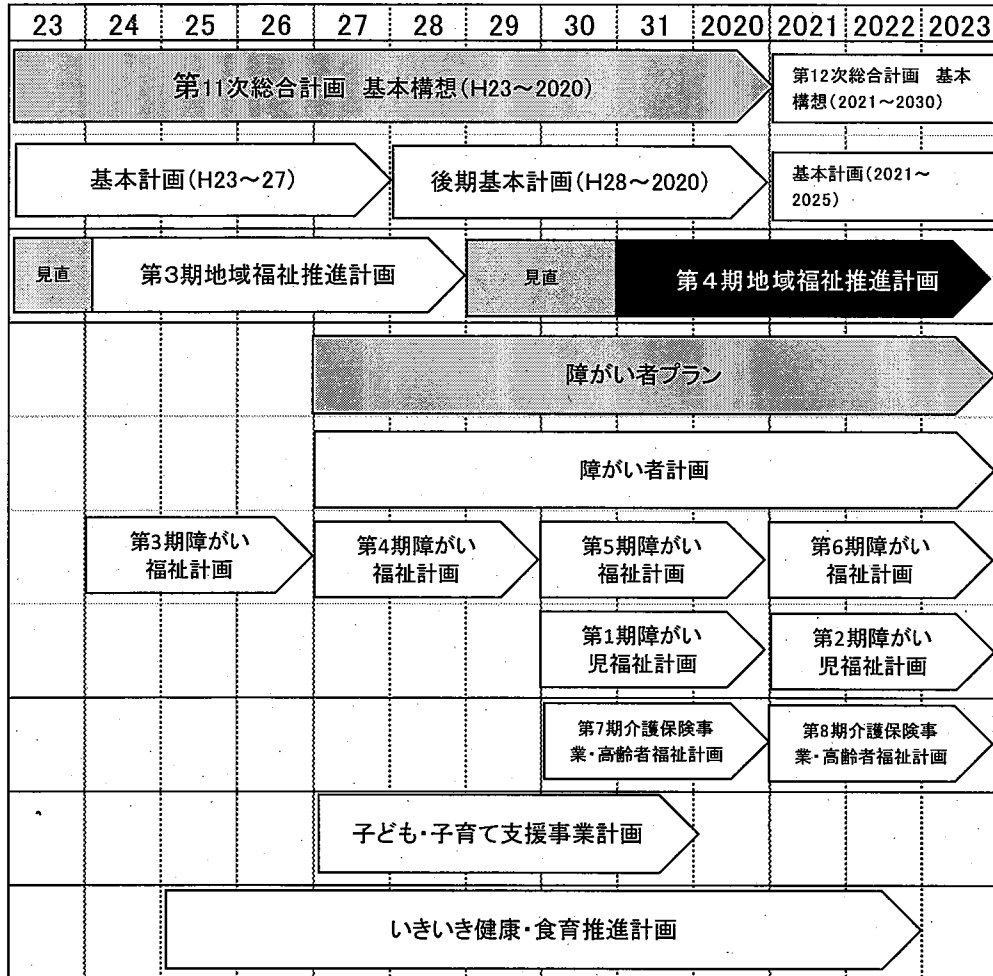 23 24 25 26 27 28 29 30 31 2020 2021 2022 2023
第11次総合計画 基本構想(H23～2020)
第12次総合計画 基本
構想(2021～2030)
基本計画(H23～27)
後期基本計画(H28～2020)
基本計画(2021～
2025)
見直
第3期地域福祉推進計画
見直
第4期地域福祉推進計画
障がい者プラン
障がい者計画
第3期障がい
福祉計画
第4期障がい
福祉計画
第5期障がい
福祉計画
第6期障がい
福祉計画
第1期障がい
児福祉計画
第2期障がい
児福祉計画
第7期介護保険事
業・高齢者福祉計画
第8期介護保険事
業・高齢者福祉計画
子ども・子育て支援事業計画
いきいき健康・食育推進計画